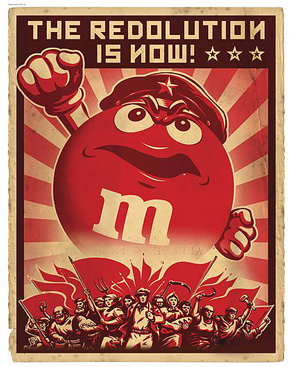 THE REDOLUTION
IS NOW!
m